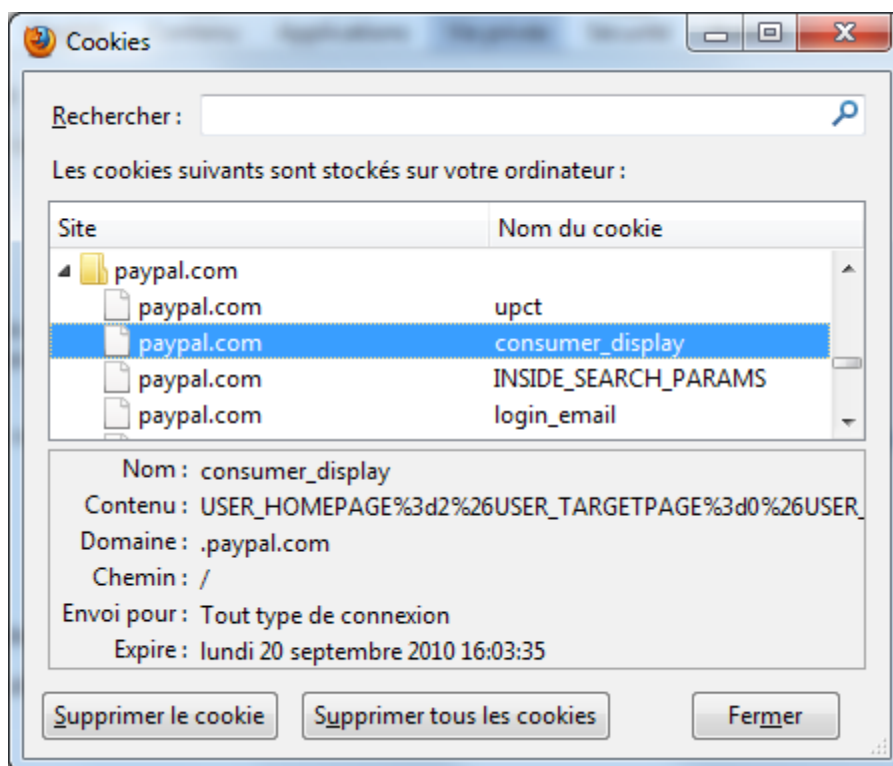 Cookies
Rechercher :
Les cookies suivants sont stockés sur votre ordinateur :
Site Nom du cookie
paypal.com
paypal.com upct
paypal.com consumer_display
paypal.com INSIDE_SEARCH_PARAMS
paypal.com login_email
Nom : consumer_display
Contenu : USER_HOMEPAGE%3d2%26USER_TARGETPAGE%3d0%26USER_
Domaine : .paypal.com
Chemin : /
Envoi pour : Tout type de connexion
Expire : lundi 20 septembre 2010 16:03:35
Supprimer le cookie Supprimer tous les cookies Fermer